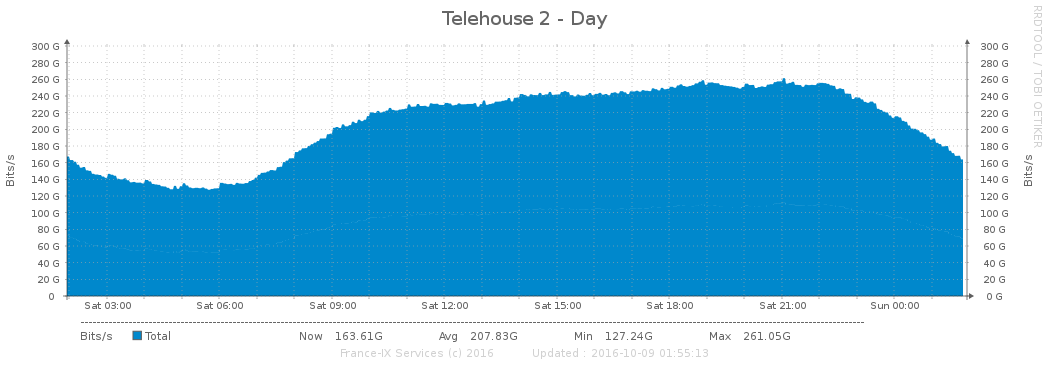 Telehouse 2 - Day
RRDTOOL / TOBI OETIKER
Bits/s
300 G
280 G
260 G
240 G
220 G
200 G
180 G
160 G
140 G
120 G
100 G
80 G
60 G
40 G
20 G
0
300 G
280 G
260 G
240 G
220 G
200 G
180 G
160 G
140 G
120 G
100 G
80 G
60 G
40 G
20 G
0 G
Bits/s
Sat 03:00 Sat 06:00 Sat 09:00 Sat 12:00 Sat 15:00 Sat 18:00 Sat 21:00 Sun 00:00
Bits/s Total Now 163.61G Avg 207.83G Min 127.24G Max 261.05G
France-IX Services (c) 2016 Updated : 2016-10-09 01:55:13